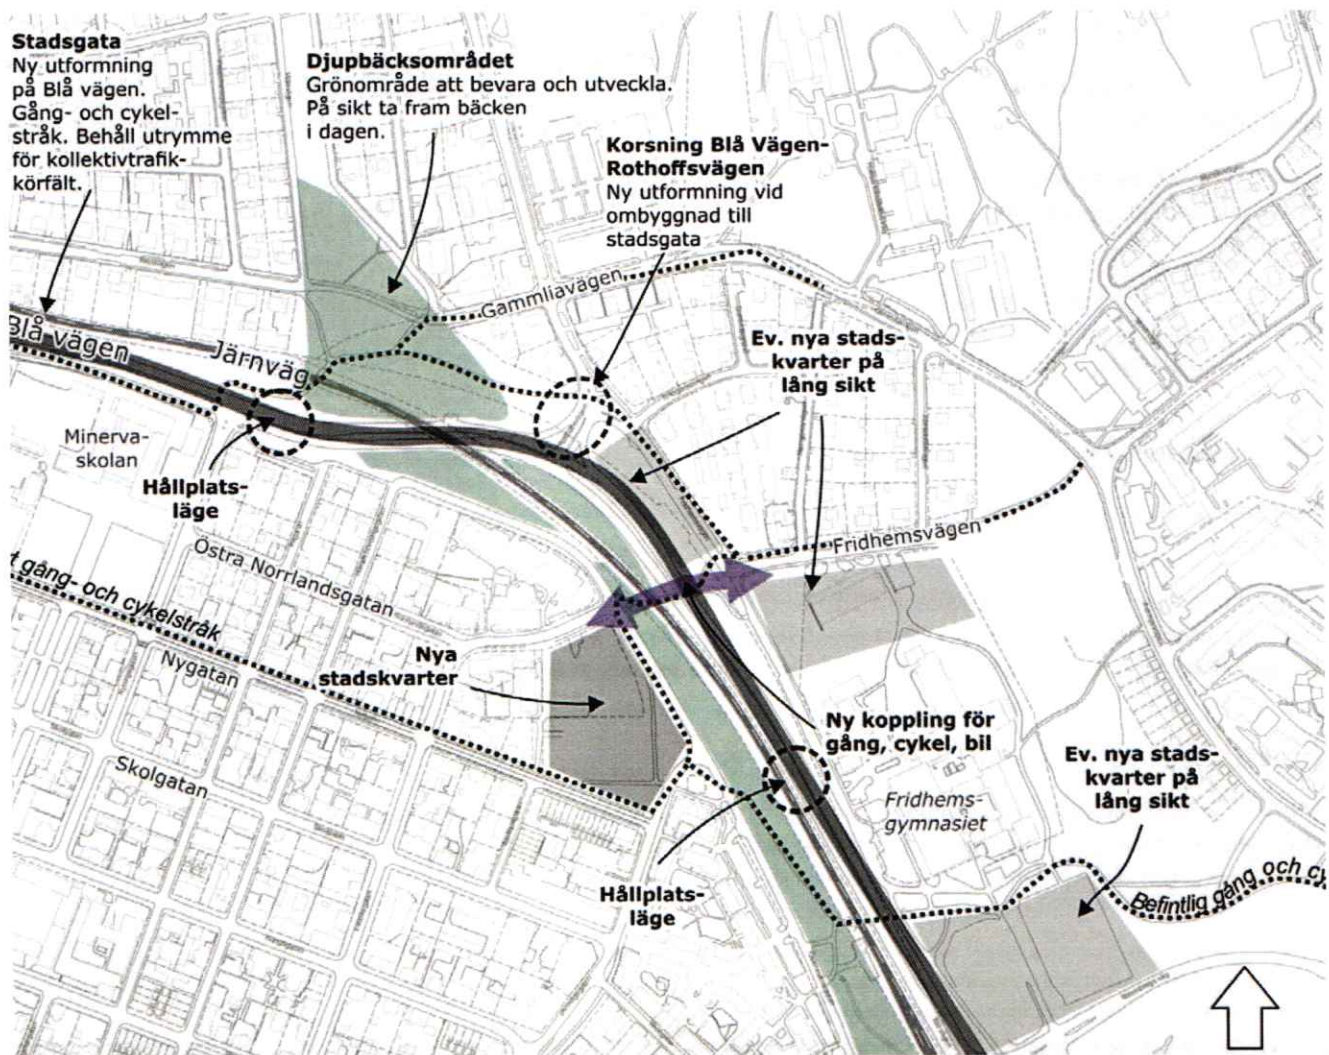 Stadsgata
Ny utformning
på Blå vägen.
Gång- och cykel-
stråk. Behåll utrymme
för kollektivtrafik-
körfält.
Djupbäcksområdet
Grönområde att bevara och utveckla.
På sikt ta fram bäcken
i dagen.
Korsning Blå Vägen-
Rothoffsvägen
Ny utformning vid
ombyggnad till
stadsgata
Gammliavägen
Blå vägen
Järnväg
Ev. nya stads-
kvarter på
lång sikt
Minerva-
skolan
Hållplats-
läge
Fridhemsvägen
Östra Norrlandsgatan
t gång- och cykelstråk
Nygatan
Nya
stadskvarter
Skolgatan
Ny koppling för
gång, cykel, bil
Ev. nya stads-
kvarter på
lång sikt
Fridhems-
gymnasiet
Hållplats-
läge
Befintlig gång och cy